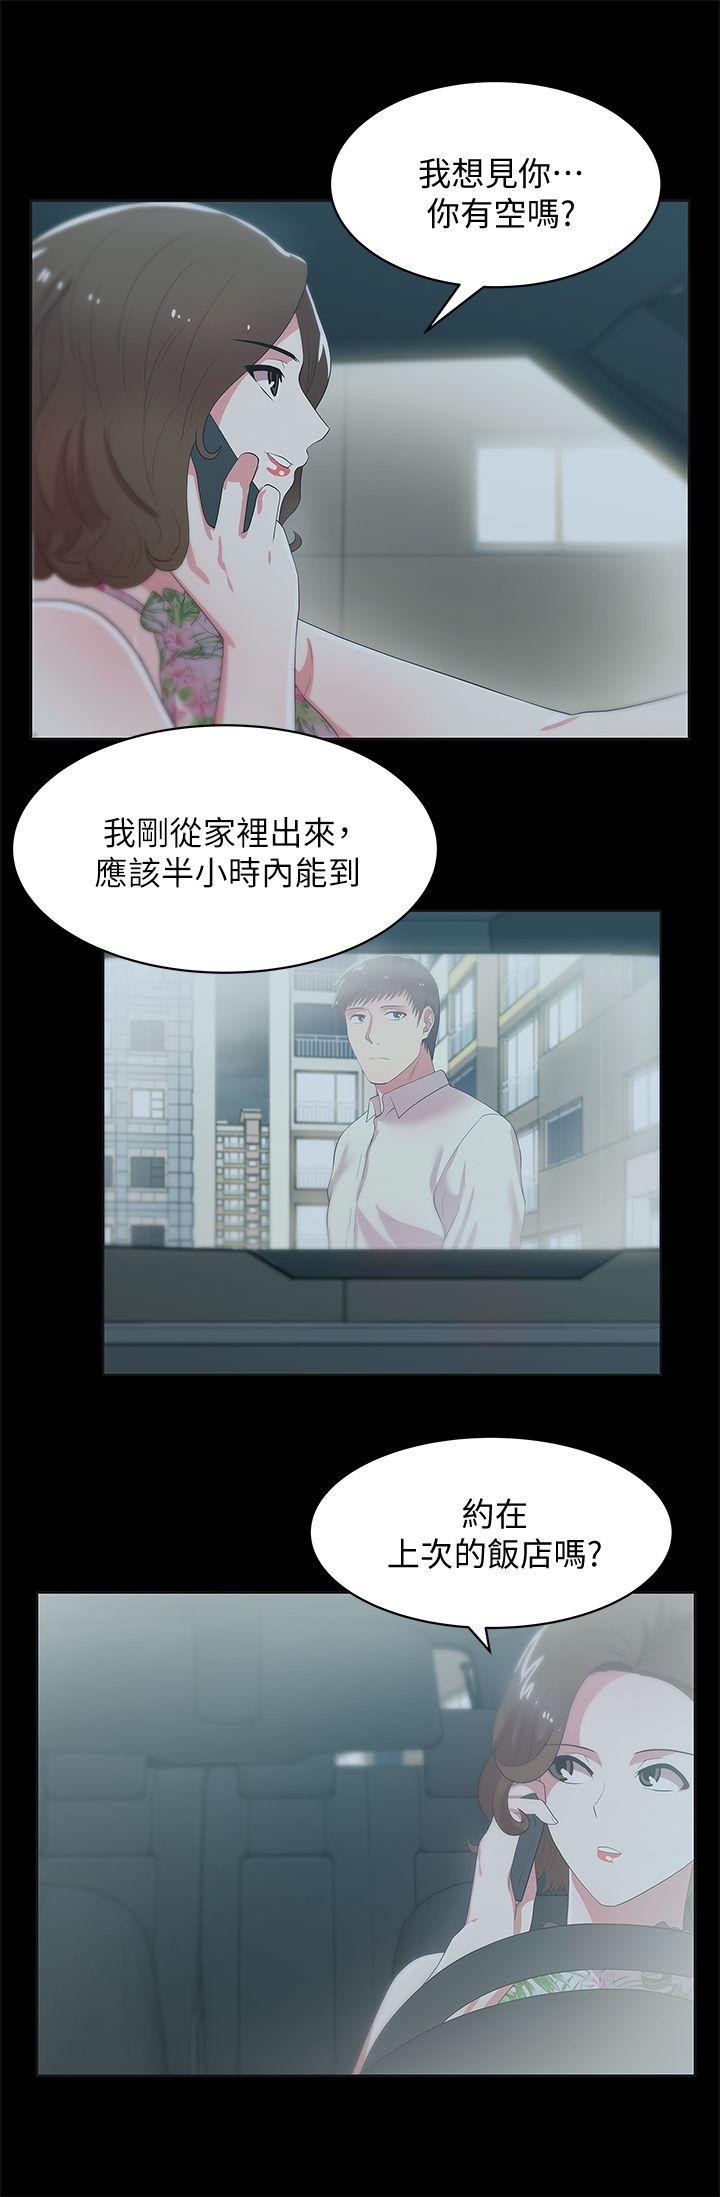 我想見你⋯
你有空嗎?
我剛從家裡出來，
應該半小時內能到
約在
上次的飯店嗎?